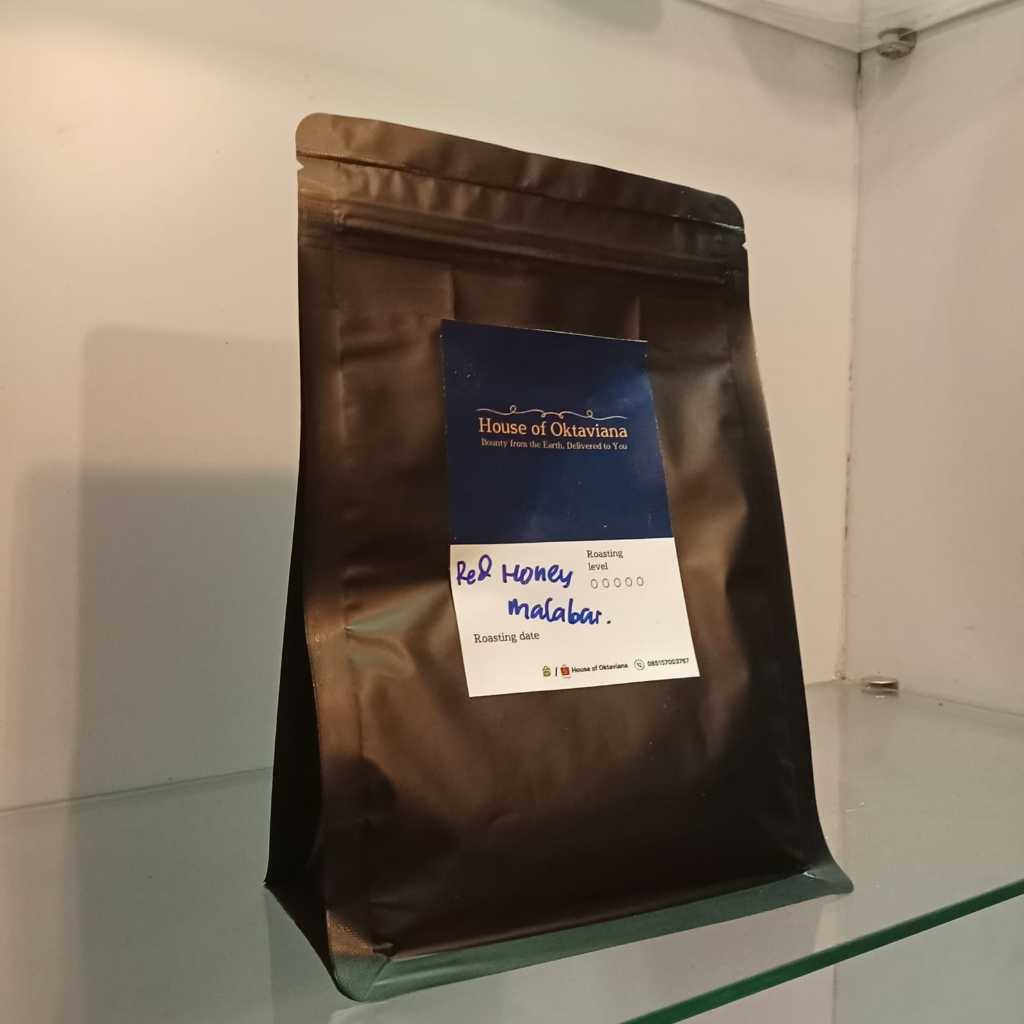 House of Oktaviana
Bounty from the Earth, Delivered to You
Red Honey
malabar.
Roasting
level
Roasting date
/ House of Oktaviana 085157003767